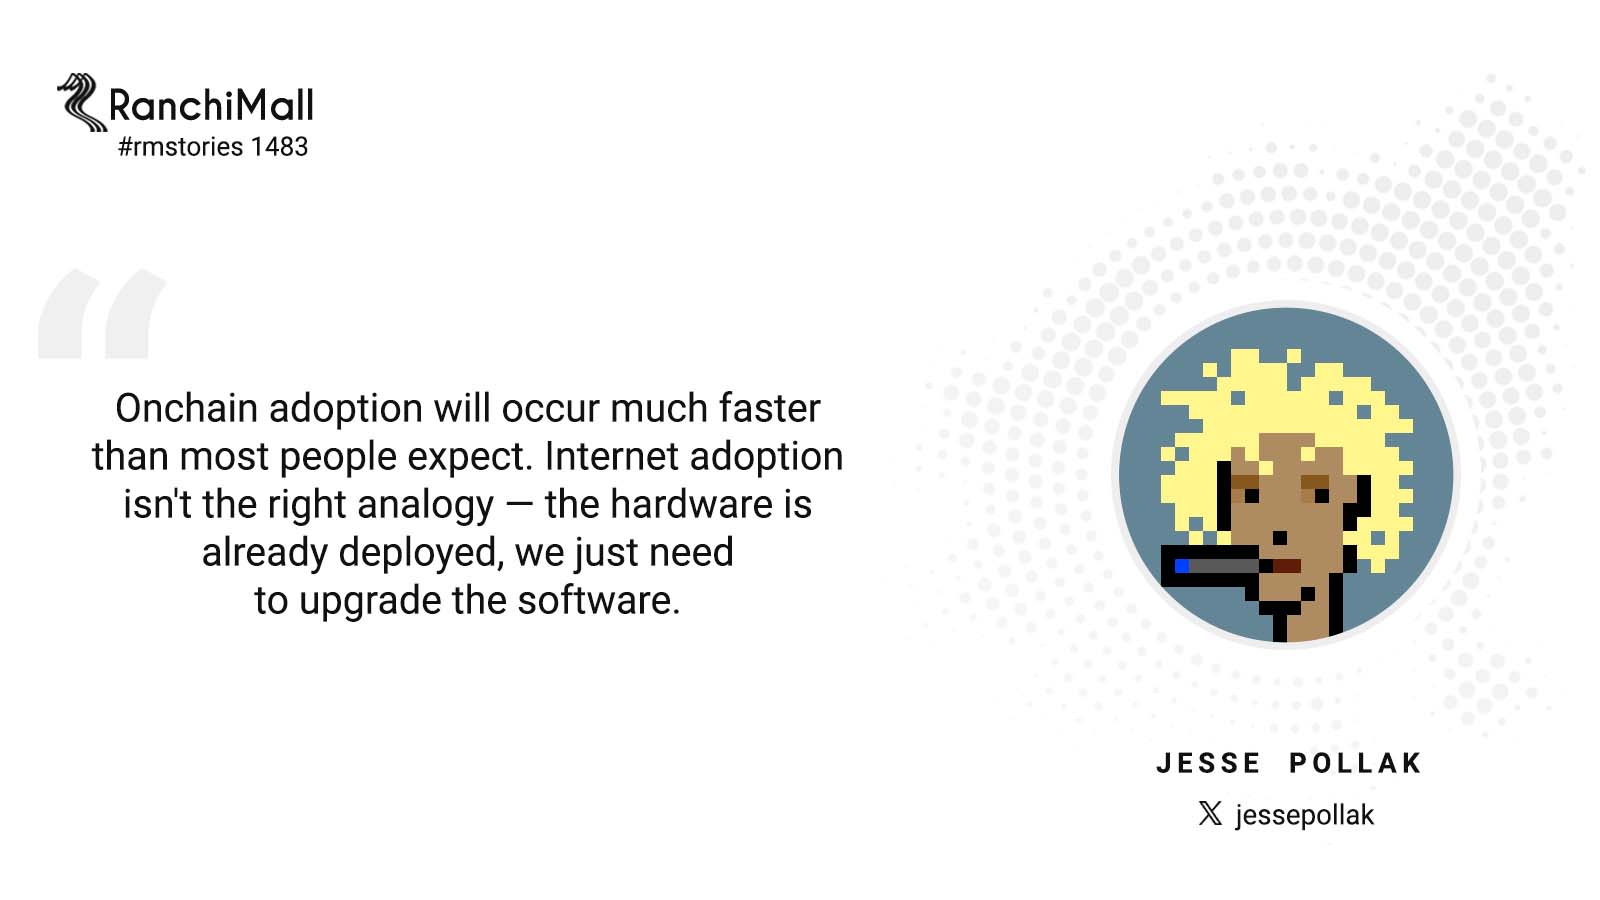 RanchiMall
#rmstories 1483
“
Onchain adoption will occur much faster
than most people expect. Internet adoption
isn't the right analogy — the hardware is
already deployed, we just need
to upgrade the software.
JESSE POLLAK
X jessepollak